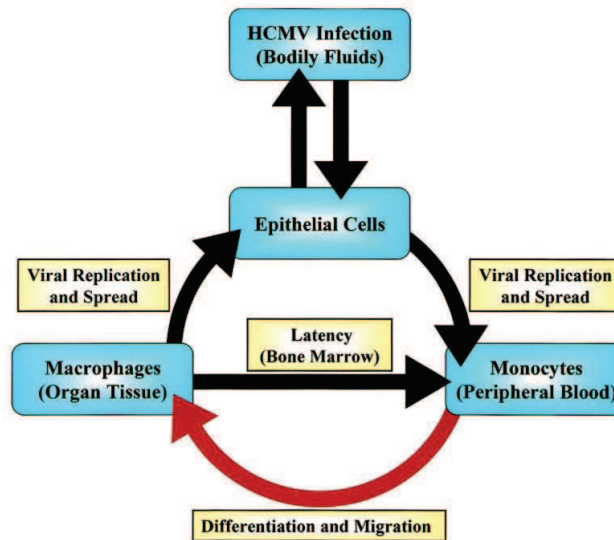 HCMV Infection
(Bodily Fluids)
Epithelial Cells
Viral Replication
and Spread
Viral Replication
and Spread
Latency
(Bone Marrow)
Macrophages
(Organ Tissue)
Monocytes
(Peripheral Blood)
Differentiation and Migration